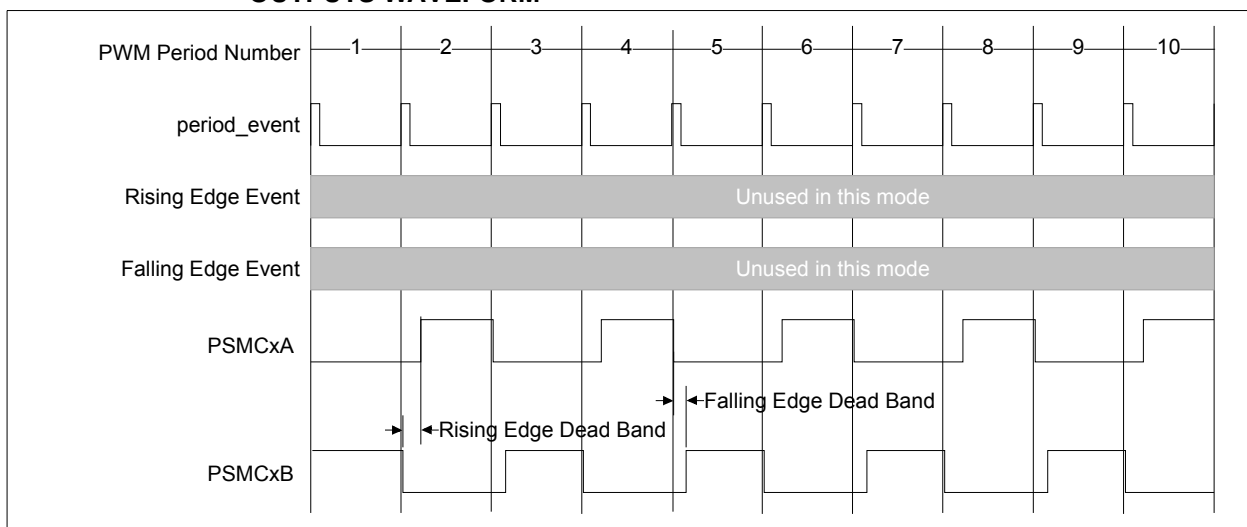 PWM Period Number 1 2 3 4 5 6 7 8 9 10
period_event
Rising Edge Event Unused in this mode
Falling Edge Event Unused in this mode
PSMCxA
Falling Edge Dead Band
Rising Edge Dead Band
PSMCxB